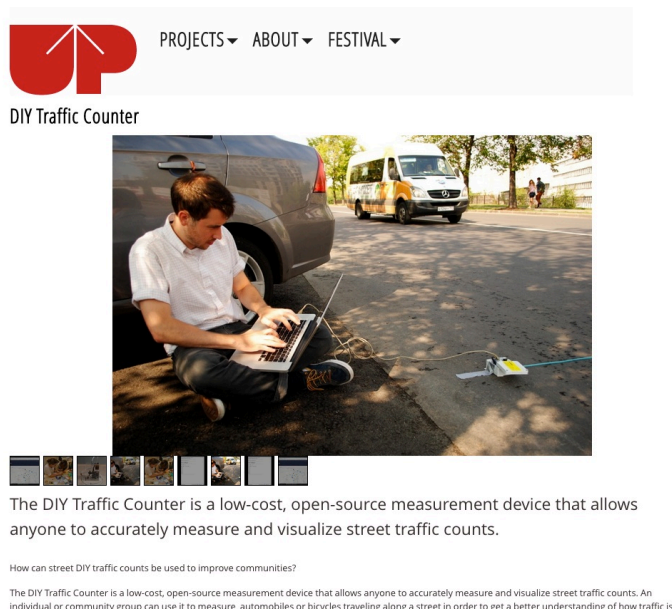 UP
PROJECTS ABOUT FESTIVAL
DIY Traffic Counter
The DIY Traffic Counter is a low-cost, open-source measurement device that allows
anyone to accurately measure and visualize street traffic counts.
How can street DIY traffic counts be used to improve communities?
The DIY Traffic Counter is a low-cost, open-source measurement device that allows anyone to accurately measure and visualize street traffic counts. An
individual or community group can use it to measure automobiles or bicycles traveling along a street in order to get a better understanding of how traffic is